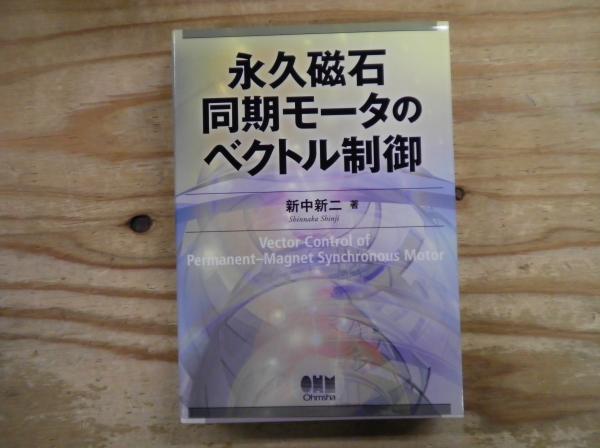 永久磁石
同期モータの
ベクトル制御
新中新二 著
Shinnaka Shinji
Vector Control of
Permanent–Magnet Synchronous Motor
OHM
Ohmsha